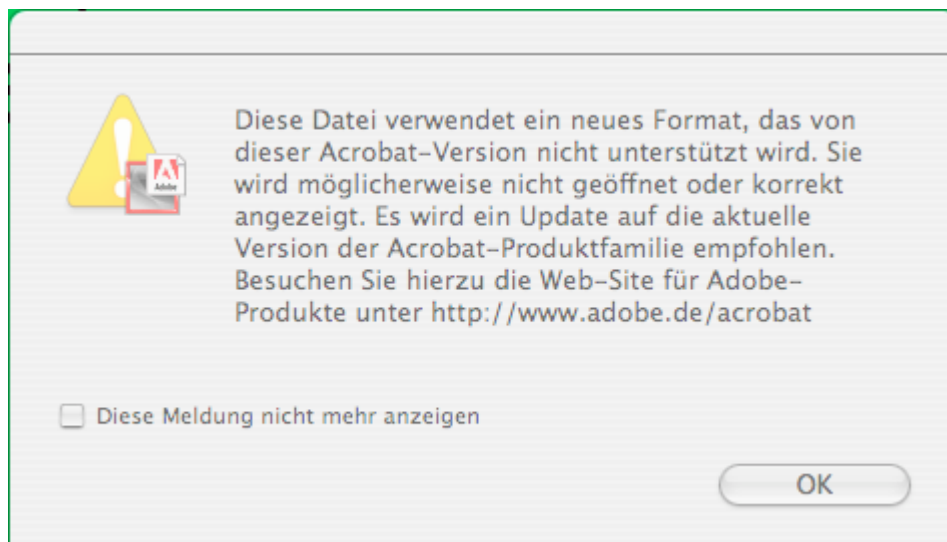 Diese Datei verwendet ein neues Format, das von
dieser Acrobat-Version nicht unterstützt wird. Sie
wird möglicherweise nicht geöffnet oder korrekt
angezeigt. Es wird ein Update auf die aktuelle
Version der Acrobat-Produktfamilie empfohlen.
Besuchen Sie hierzu die Web-Site für Adobe-
Produkte unter http://www.adobe.de/acrobat
Adobe
Diese Meldung nicht mehr anzeigen
OK